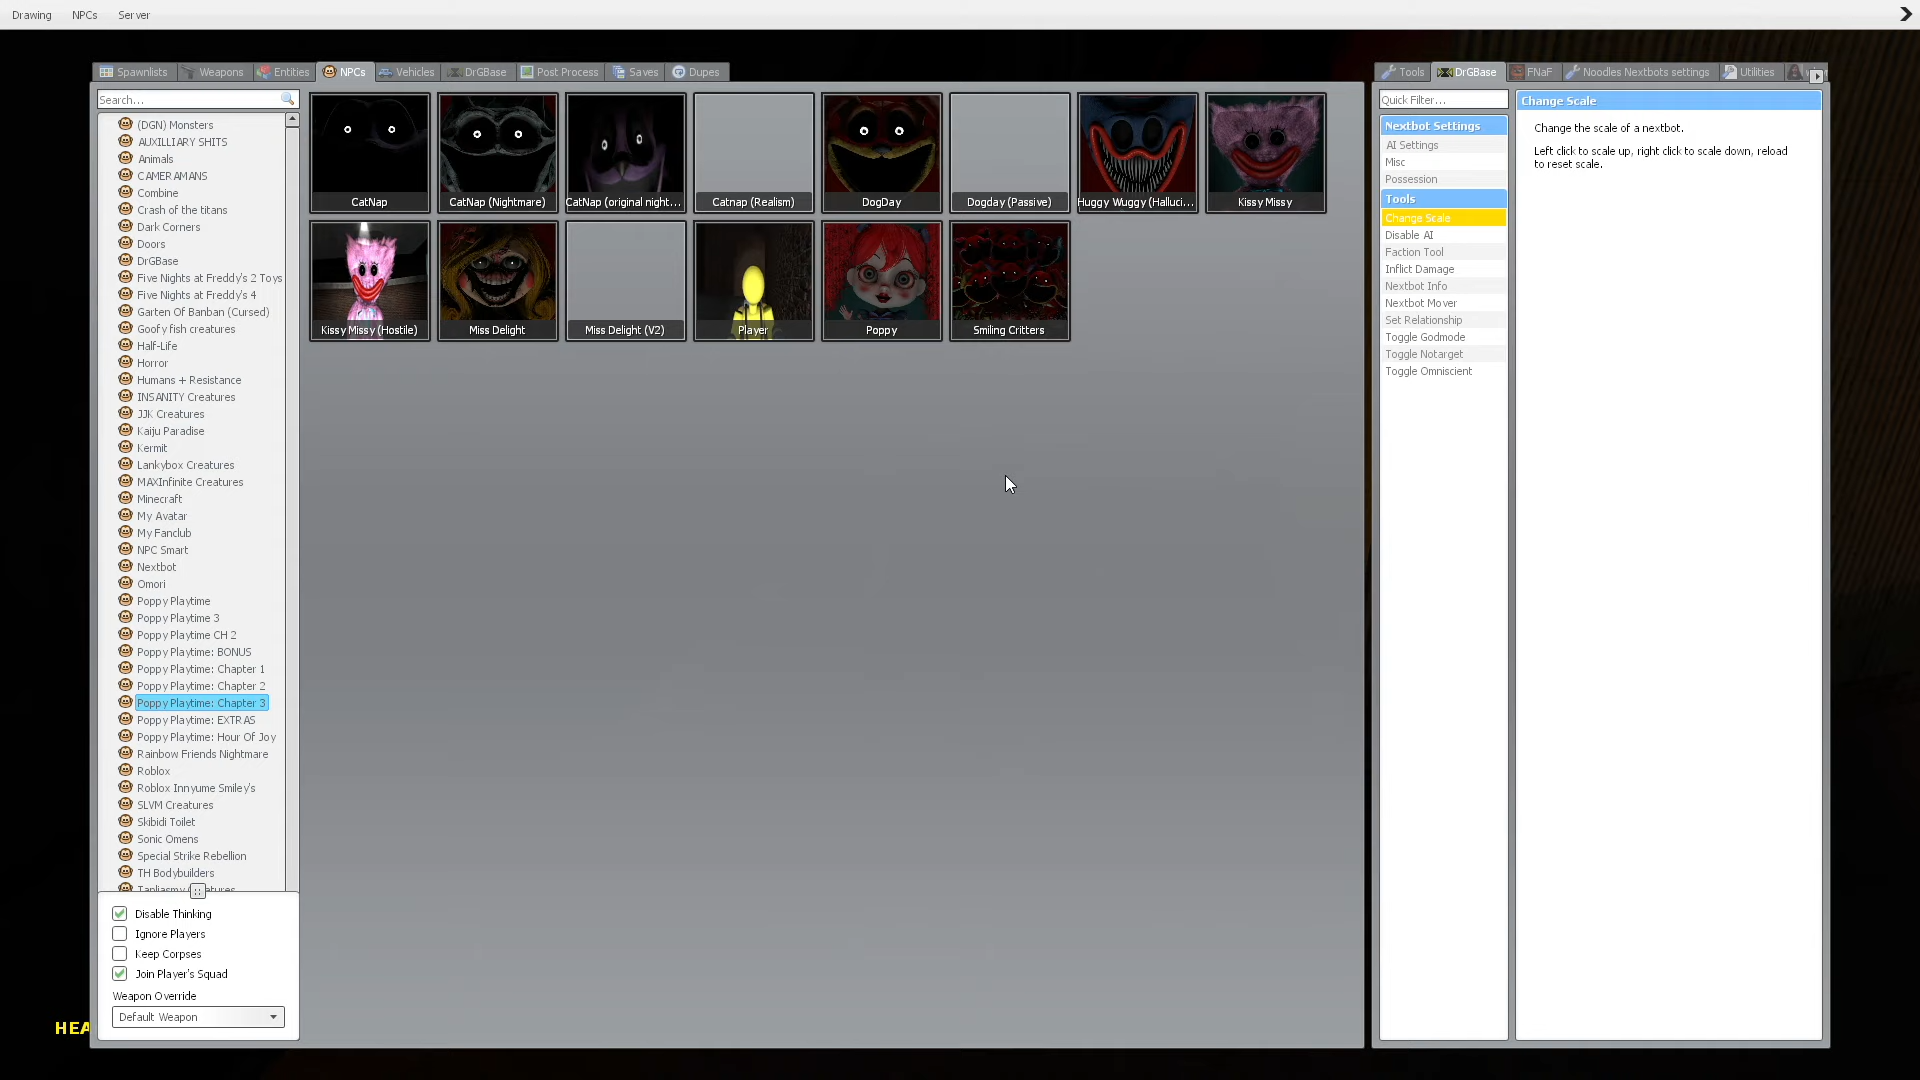 Drawing NPCs Server
Spawnlists Weapons Entities NPCs Vehicles DrGBase Post Process Saves Dupes
Search...
(DGN) Monsters
AUXILLIARY SHITS
Animals
CAMERAMANS
Combine
Crash of the titans
Dark Corners
Doors
DrGBase
Five Nights at Freddy's 2 Toys
Five Nights at Freddy's 4
Garten Of Banban (Cursed)
Goofy fish creatures
Half-Life
Horror
Humans + Resistance
INSANITY Creatures
JJK Creatures
Kaiju Paradise
Kermit
Lankybox Creatures
MAXInfinite Creatures
Minecraft
My Avatar
My Fanclub
NPC Smart
Nextbot
Omori
Poppy Playtime
Poppy Playtime 3
Poppy Playtime CH 2
Poppy Playtime: BONUS
Poppy Playtime: Chapter 1
Poppy Playtime: Chapter 2
Poppy Playtime: Chapter 3
Poppy Playtime: EXTRAS
Poppy Playtime: Hour Of Joy
Rainbow Friends Nightmare
Roblox
Roblox Innyume Smiley's
SLVM Creatures
Skibidi Toilet
Sonic Omens
Special Strike Rebellion
TH Bodybuilders
Disable Thinking
Ignore Players
Keep Corpses
Join Player's Squad
Weapon Override
Default Weapon
HEA
CatNap CatNap (Nightmare) CatNap (original night... Catnap (Realism) DogDay Dogday (Passive) Huggy Wuggy (Halluci... Kissy Missy
Kissy Missy (Hostile) Miss Delight Miss Delight (V2) Player Poppy Smiling Critters
Tools DrGBase FNaF Noodles Nextbots settings Utilities
Quick Filter...
Nextbot Settings
AI Settings
Misc
Possession
Tools
Change Scale
Disable AI
Faction Tool
Inflict Damage
Nextbot Info
Nextbot Mover
Set Relationship
Toggle Godmode
Toggle Notarget
Toggle Omniscient
Change Scale
Change the scale of a nextbot.
Left click to scale up, right click to scale down, reload
to reset scale.